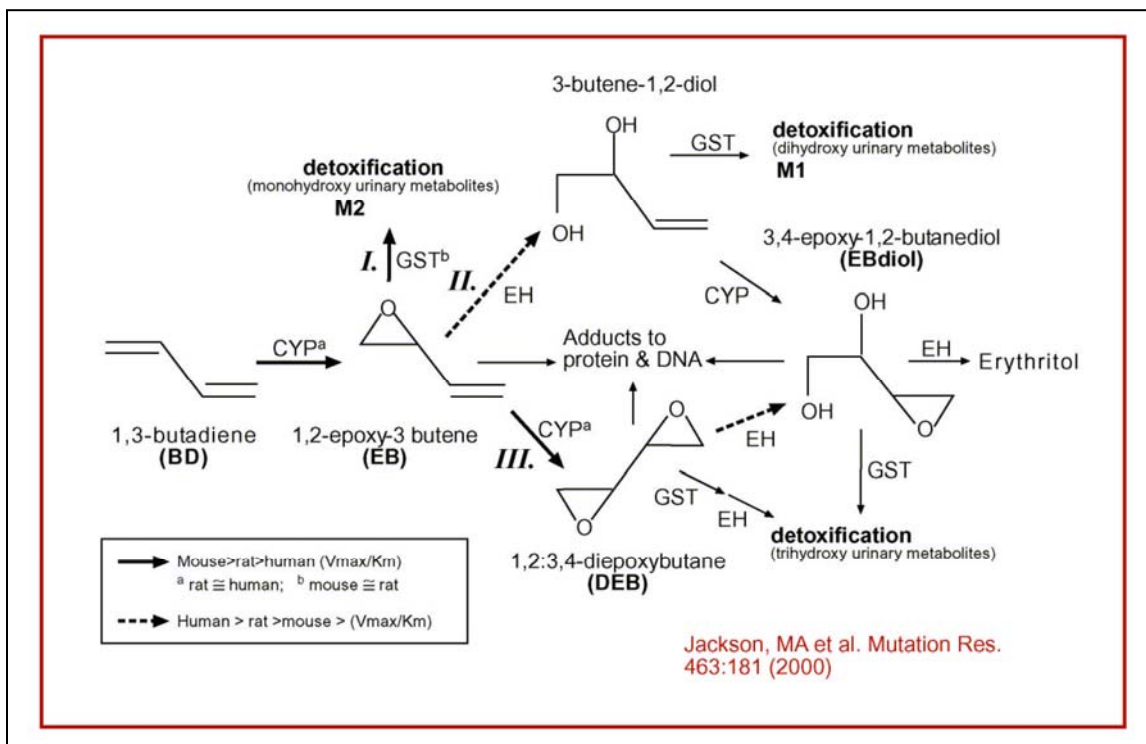 3-butene-1,2-diol
OH
OH
GST
detoxification
(dihydroxy urinary metabolites)
M1
detoxification
(monohydroxy urinary metabolites)
M2
I.
GSTᵇ
II.
EH
3,4-epoxy-1,2-butanediol
(EBdiol)
CYP
OH
OH
O
EH
Erythritol
O
CYPᵃ
Adducts to
protein & DNA
1,3-butadiene
(BD)
1,2-epoxy-3 butene
(EB)
III.
CYPᵃ
O
O
EH
GST
EH
GST
1,2:3,4-diepoxybutane
(DEB)
detoxification
(trihydroxy urinary metabolites)
Mouse>rat>human (Vmax/Km)
ᵃ rat ≅ human; ᵇ mouse ≅ rat
Human > rat >mouse > (Vmax/Km)
Jackson, MA et al. Mutation Res.
463:181 (2000)